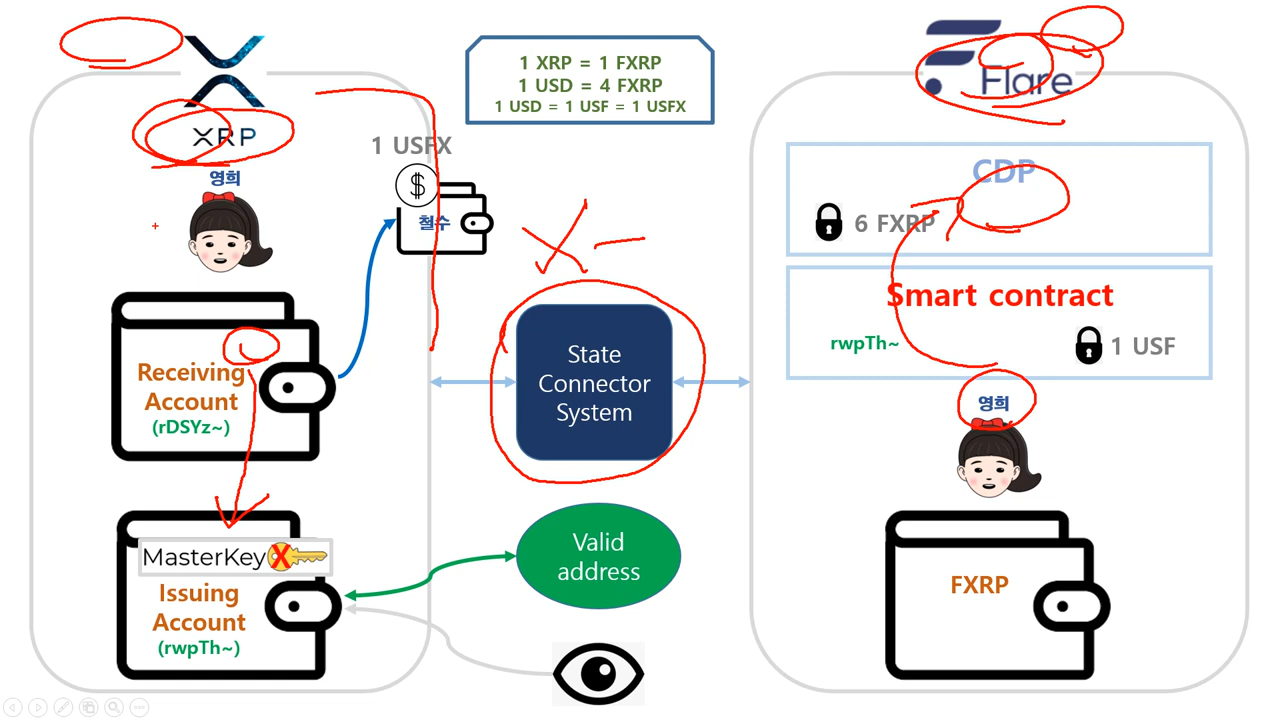 XRP
영희
1 XRP = 1 FXRP
1 USD = 4 FXRP
1 USD = 1 USF = 1 USFX
1 USFX
$
철수
Receiving
Account
(rDSYz~)
MasterKey X
Issuing
Account
(rwpTh~)
State
Connector
System
Valid
address
Flare
CDP
6 FXRP
Smart contract
rwpTh~
1 USF
영희
FXRP